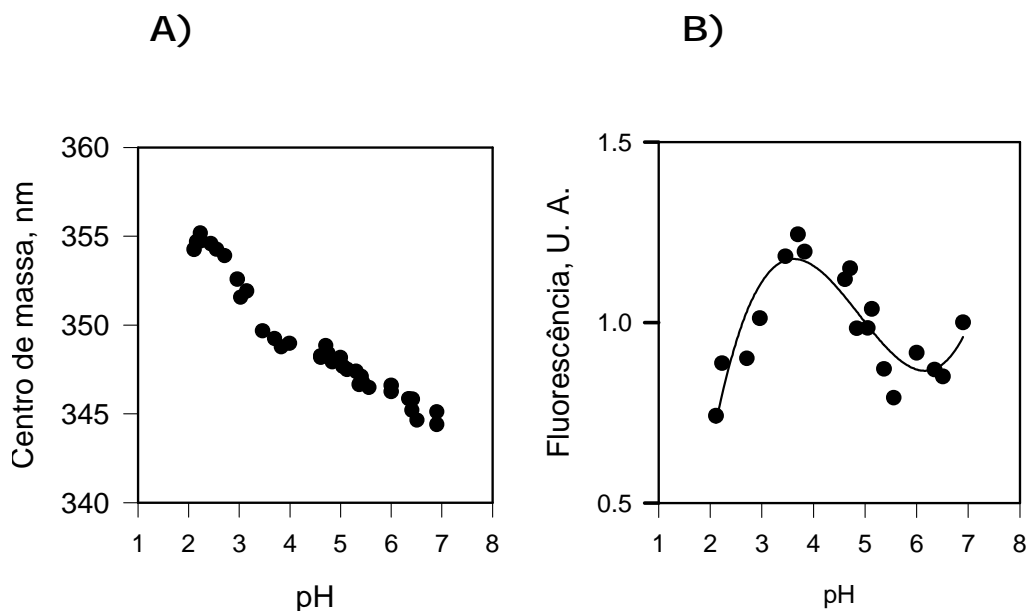 A)
B)
Centro de massa, nm
360
355
350
345
340
1 2 3 4 5 6 7 8
pH
Fluorescência, U. A.
1.5
1.0
0.5
1 2 3 4 5 6 7 8
pH